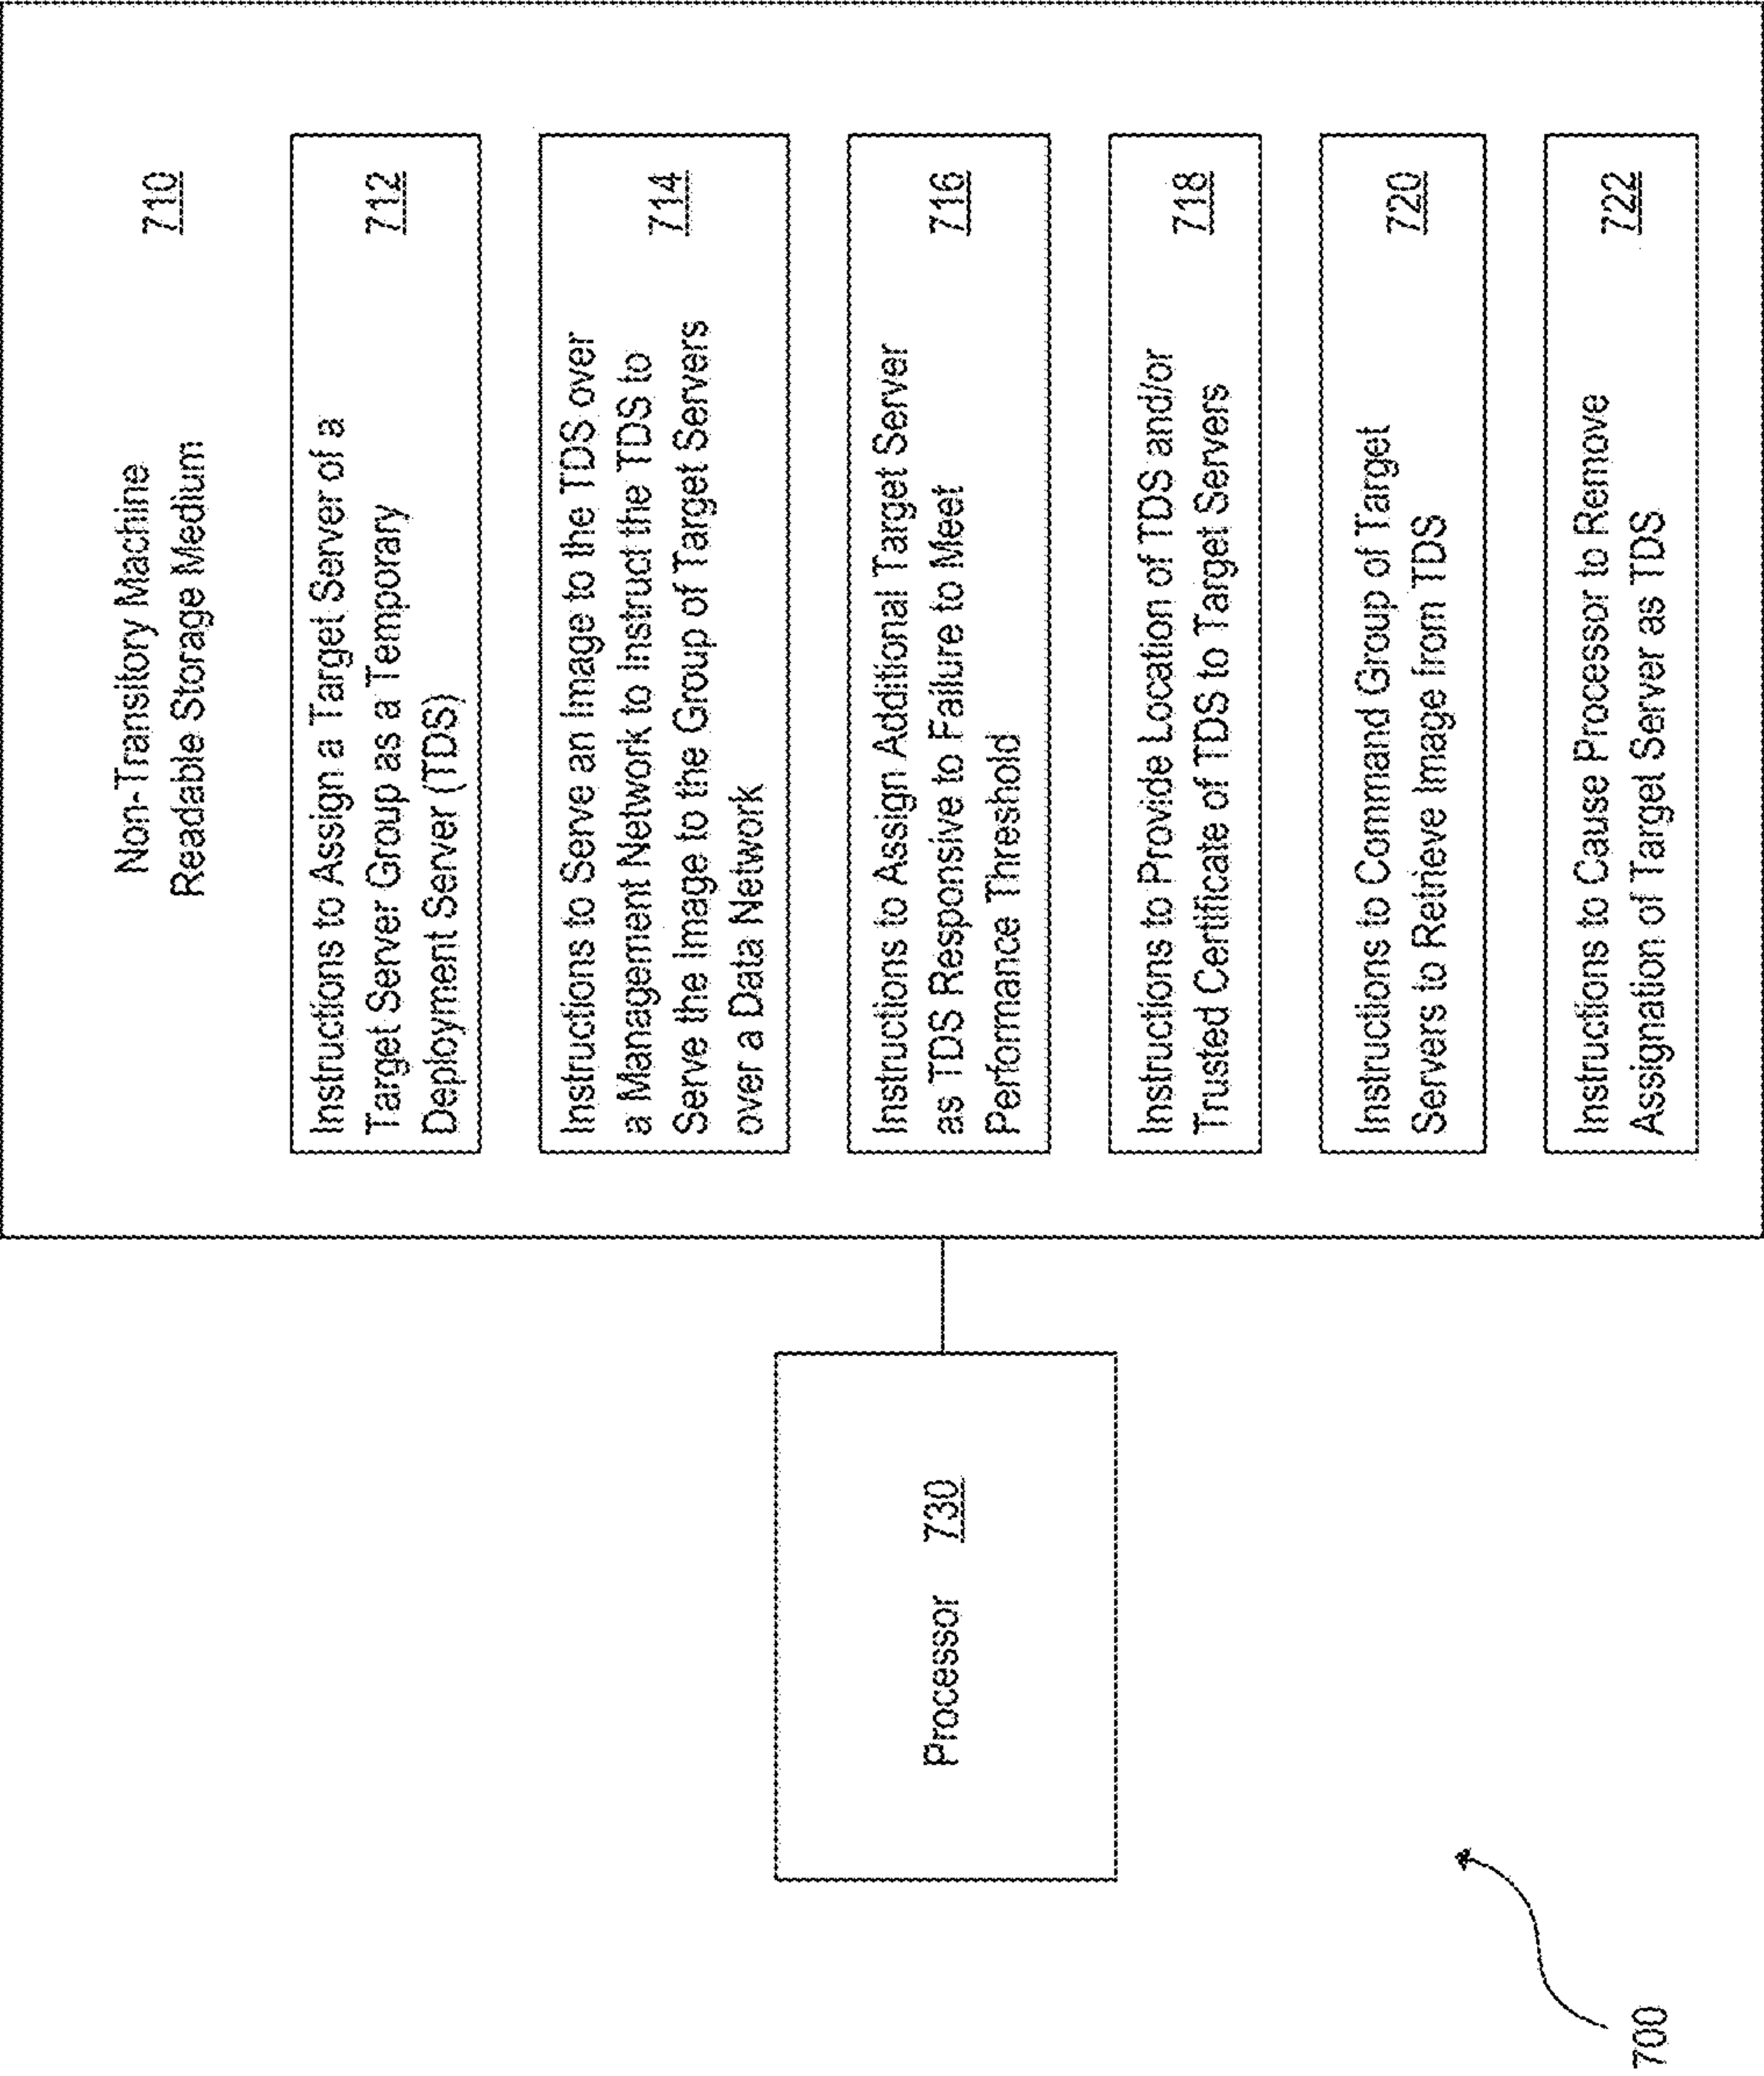 Non-Transitory Machine
Readable Storage Medium
710
Instructions to Assign a Target Server of a
Target Server Group as a Temporary
Deployment Server (TDS)
712
Instructions to Serve an Image to the TDS over
a Management Network to Instruct the TDS to
Serve the Image to the Group of Target Servers
over a Data Network
714
Instructions to Assign Additional Target Server
as TDS Responsive to Failure to Meet
Performance Threshold
716
Instructions to Provide Location of TDS and/or
Trusted Certificate of TDS to Target Servers
718
Instructions to Command Group of Target
Servers to Retrieve Image from TDS
720
Instructions to Cause Processor to Remove
Assignation of Target Server as TDS
722
Processor 730
700